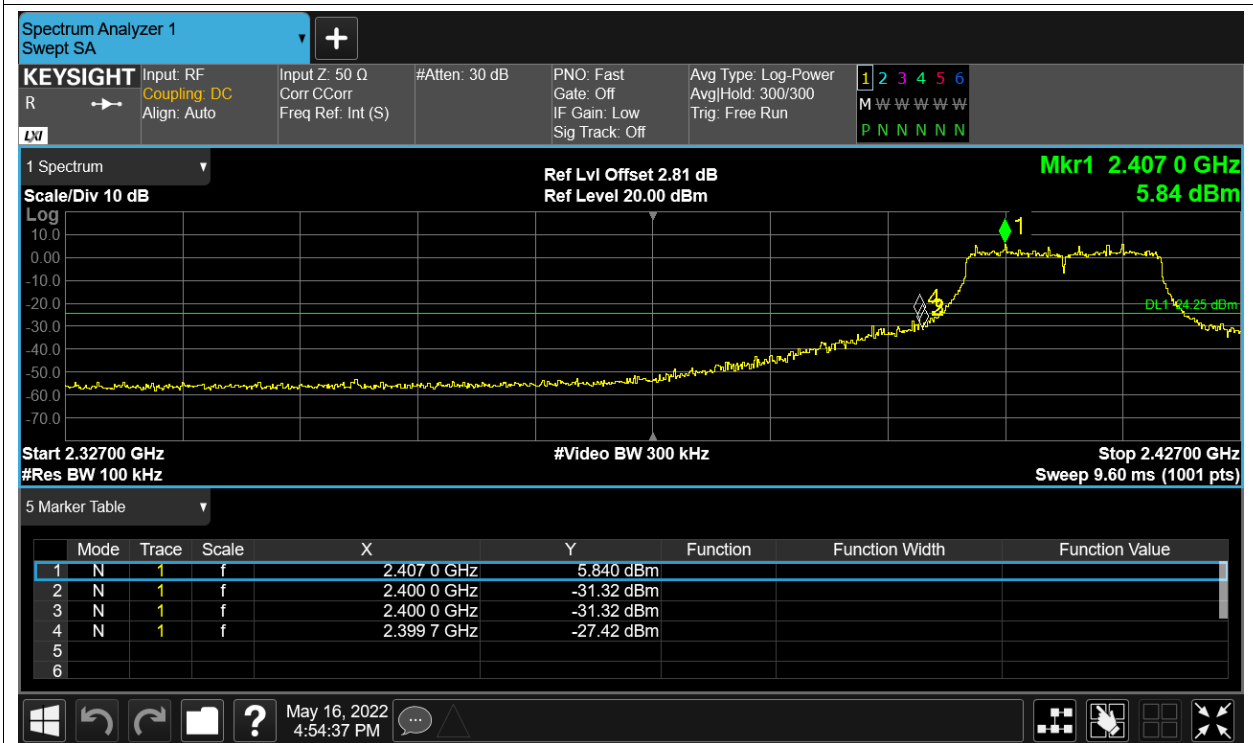 Spectrum Analyzer 1
Swept SA
KEYSIGHT
R
LXI
Input: RF
Coupling: DC
Align: Auto
Input Z: 50 Ω
Corr CCorr
Freq Ref: Int (S)
#Atten: 30 dB
PNO: Fast
Gate: Off
IF Gain: Low
Sig Track: Off
Avg Type: Log-Power
Avg|Hold: 300/300
Trig: Free Run
1 2 3 4 5 6
M W W W W W
P N N N N N
1 Spectrum
Scale/Div 10 dB
Ref Lvl Offset 2.81 dB
Ref Level 20.00 dBm
Mkr1 2.407 0 GHz
5.84 dBm
Log
10.0
0.00
-10.0
-20.0
-30.0
-40.0
-50.0
-60.0
-70.0
1
4
DL1 -24.25 dBm
Start 2.32700 GHz
#Video BW 300 kHz
Stop 2.42700 GHz
#Res BW 100 kHz
Sweep 9.60 ms (1001 pts)
5 Marker Table
Mode Trace Scale X Y Function Function Width Function Value
1 N 1 f 2.407 0 GHz 5.840 dBm
2 N 1 f 2.400 0 GHz -31.32 dBm
3 N 1 f 2.400 0 GHz -31.32 dBm
4 N 1 f 2.399 7 GHz -27.42 dBm
5
6
?
May 16, 2022
4:54:37 PM